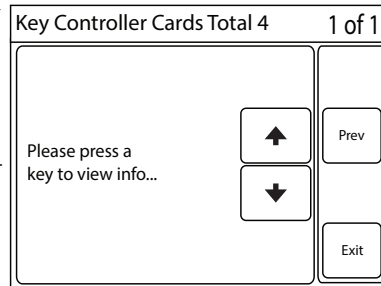 Key Controller Cards Total 4 1 of 1
Please press a
key to view info...
Prev
Exit